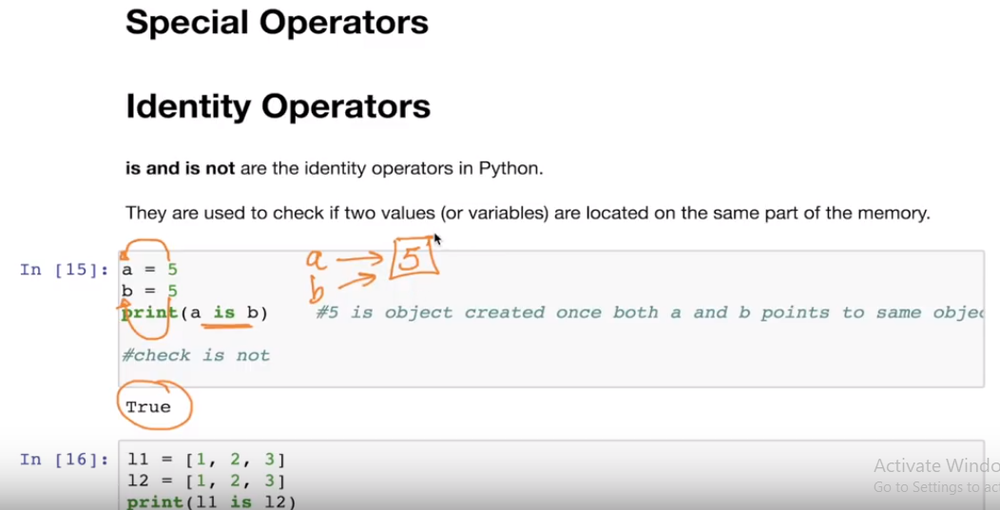 Special Operators
Identity Operators
is and is not are the identity operators in Python.
They are used to check if two values (or variables) are located on the same part of the memory.
In [15]: a = 5
a → 5
b = 5
b →
print(a is b) #5 is object created once both a and b points to same objec
#check is not
True
In [16]: l1 = [1, 2, 3]
l2 = [1, 2, 3]
print(l1 is l2)
Activate Windo
Go to Settings to ac